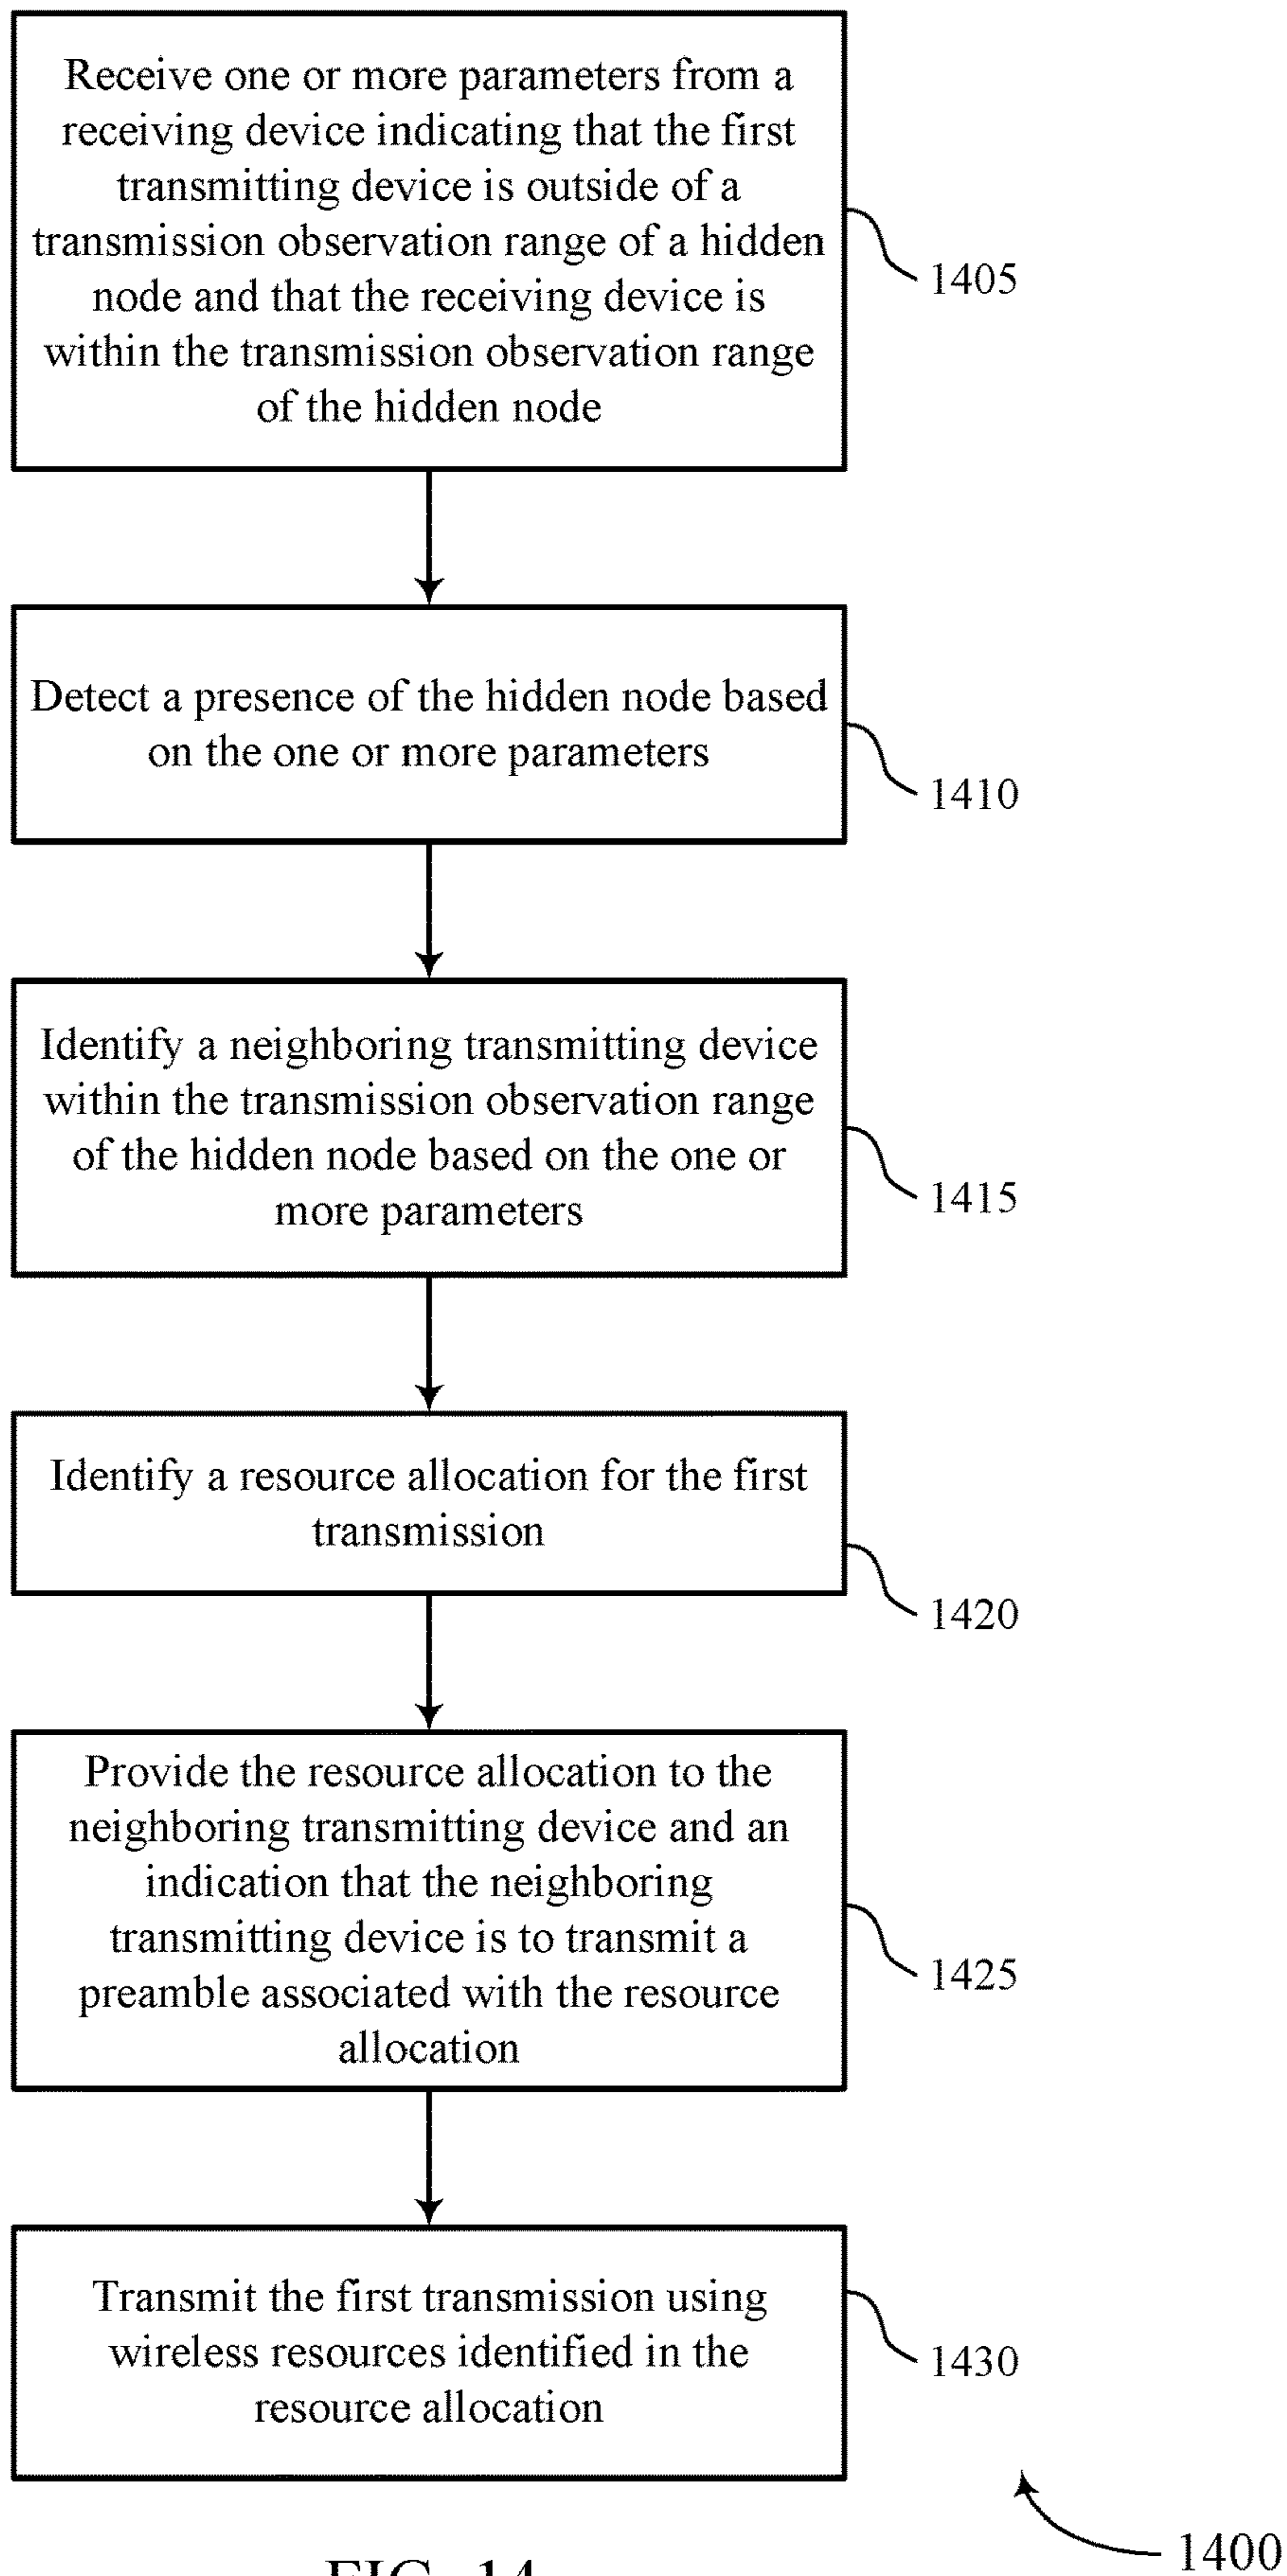 Receive one or more parameters from a
receiving device indicating that the first
transmitting device is outside of a
transmission observation range of a hidden
node and that the receiving device is
within the transmission observation range
of the hidden node
1405
Detect a presence of the hidden node based
on the one or more parameters
1410
Identify a neighboring transmitting device
within the transmission observation range
of the hidden node based on the one or
more parameters
1415
Identify a resource allocation for the first
transmission
1420
Provide the resource allocation to the
neighboring transmitting device and an
indication that the neighboring
transmitting device is to transmit a
preamble associated with the resource
allocation
1425
Transmit the first transmission using
wireless resources identified in the
resource allocation
1430
1400
FIG. 14